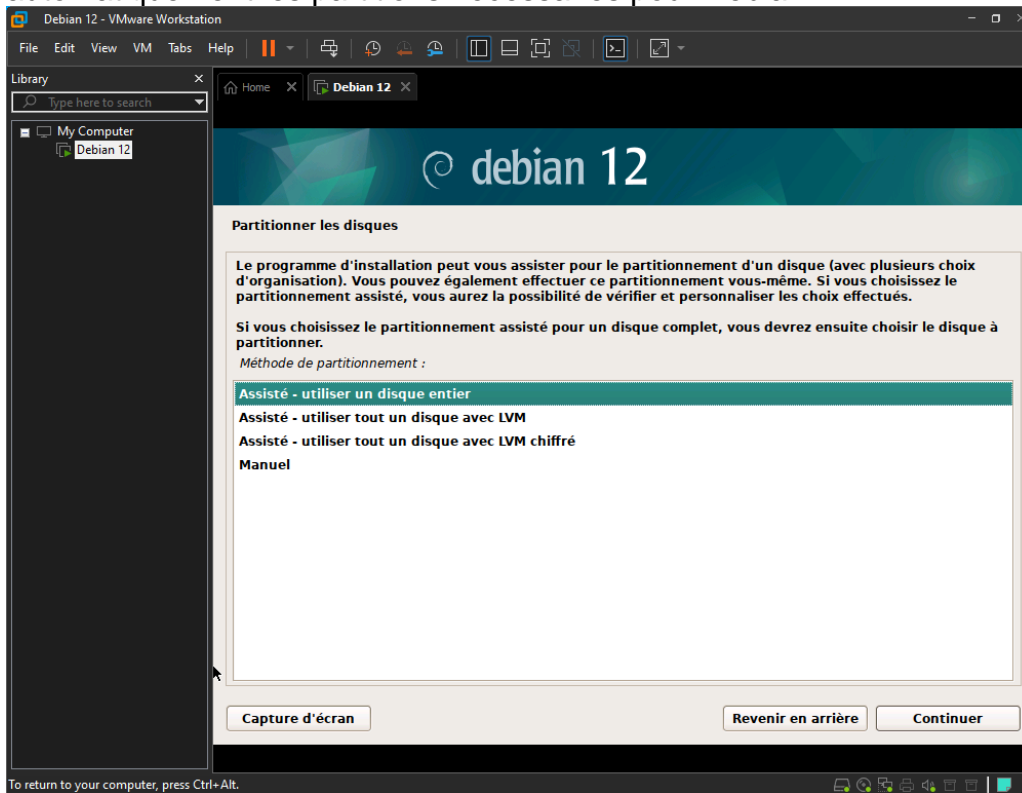 Debian 12 - VMware Workstation
File Edit View VM Tabs Help
Library
Type here to search
My Computer
Debian 12
Home
Debian 12
debian 12
Partitionner les disques
Le programme d'installation peut vous assister pour le partitionnement d'un disque (avec plusieurs choix
d'organisation). Vous pouvez également effectuer ce partitionnement vous-même. Si vous choisissez le
partitionnement assisté, vous aurez la possibilité de vérifier et personnaliser les choix effectués.
Si vous choisissez le partitionnement assisté pour un disque complet, vous devrez ensuite choisir le disque à
partitionner.
Méthode de partitionnement :
Assisté - utiliser un disque entier
Assisté - utiliser tout un disque avec LVM
Assisté - utiliser tout un disque avec LVM chiffré
Manuel
Capture d'écran
Revenir en arrière
Continuer
To return to your computer, press Ctrl+Alt.